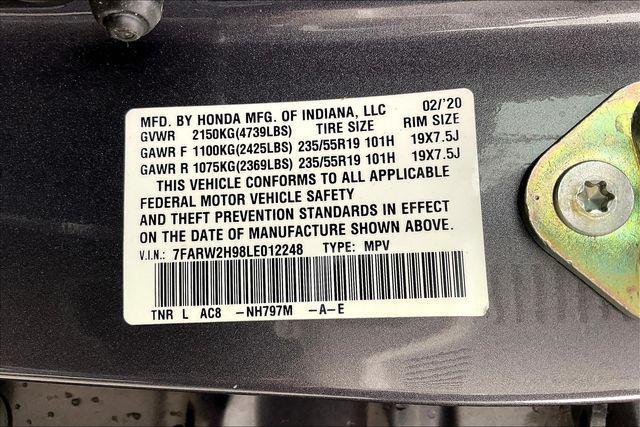 MFD. BY HONDA MFG. OF INDIANA, LLC 02/'20
GVWR 2150KG(4739LBS) TIRE SIZE RIM SIZE
GAWR F 1100KG(2425LBS) 235/55R19 101H 19X7.5J
GAWR R 1075KG(2369LBS) 235/55R19 101H 19X7.5J
THIS VEHICLE CONFORMS TO ALL APPLICABLE
FEDERAL MOTOR VEHICLE SAFETY
AND THEFT PREVENTION STANDARDS IN EFFECT
ON THE DATE OF MANUFACTURE SHOWN ABOVE.
V.I.N.: 7FARW2H98LE012248 TYPE: MPV
TNR L AC8 -NH797M -A-E